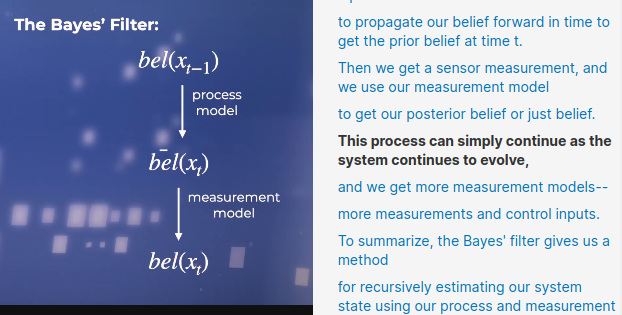 The Bayes' Filter:
bel(x_{t-1})
process
model
b̄el(x_t)
measurement
model
bel(x_t)
to propagate our belief forward in time to
get the prior belief at time t.
Then we get a sensor measurement, and
we use our measurement model
to get our posterior belief or just belief.
This process can simply continue as the
system continues to evolve,
and we get more measurement models--
more measurements and control inputs.
To summarize, the Bayes' filter gives us a
method
for recursively estimating our system
state using our process and measurement